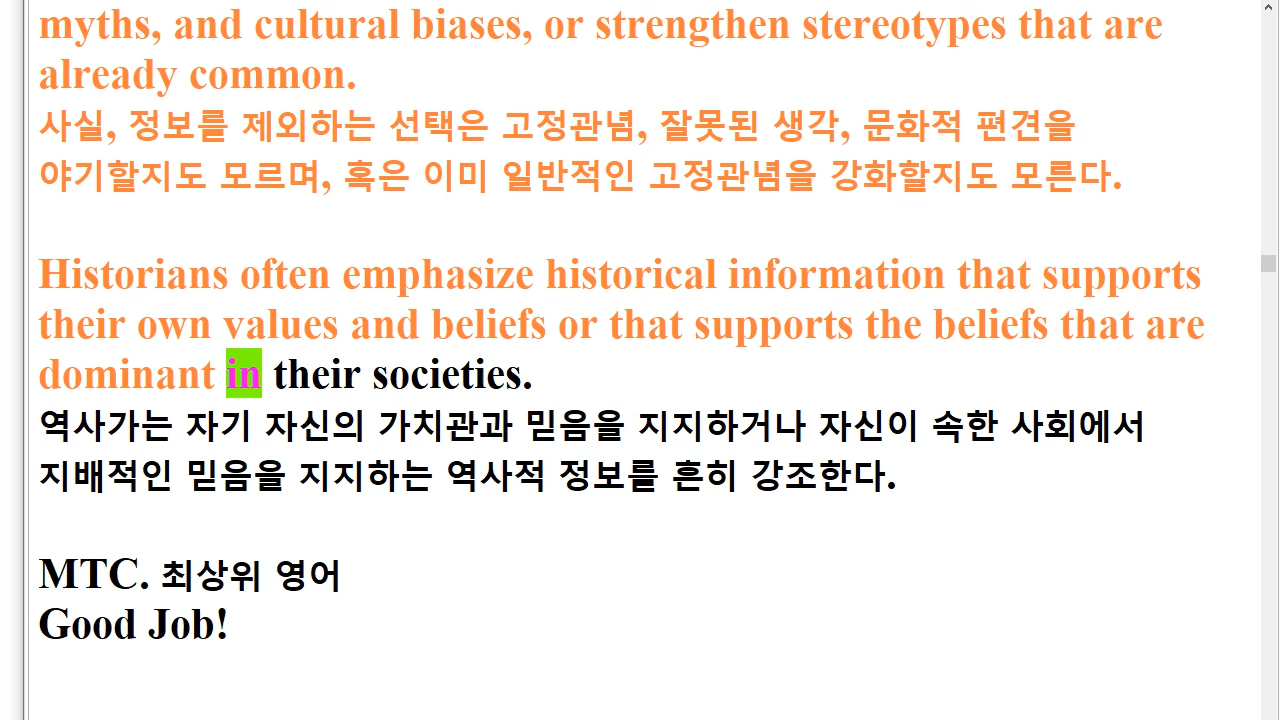 myths, and cultural biases, or strengthen stereotypes that are
already common.
사실, 정보를 제외하는 선택은 고정관념, 잘못된 생각, 문화적 편견을
야기할지도 모르며, 혹은 이미 일반적인 고정관념을 강화할지도 모른다.
Historians often emphasize historical information that supports
their own values and beliefs or that supports the beliefs that are
dominant in their societies.
역사가는 자기 자신의 가치관과 믿음을 지지하거나 자신이 속한 사회에서
지배적인 믿음을 지지하는 역사적 정보를 흔히 강조한다.
MTC. 최상위 영어
Good Job!